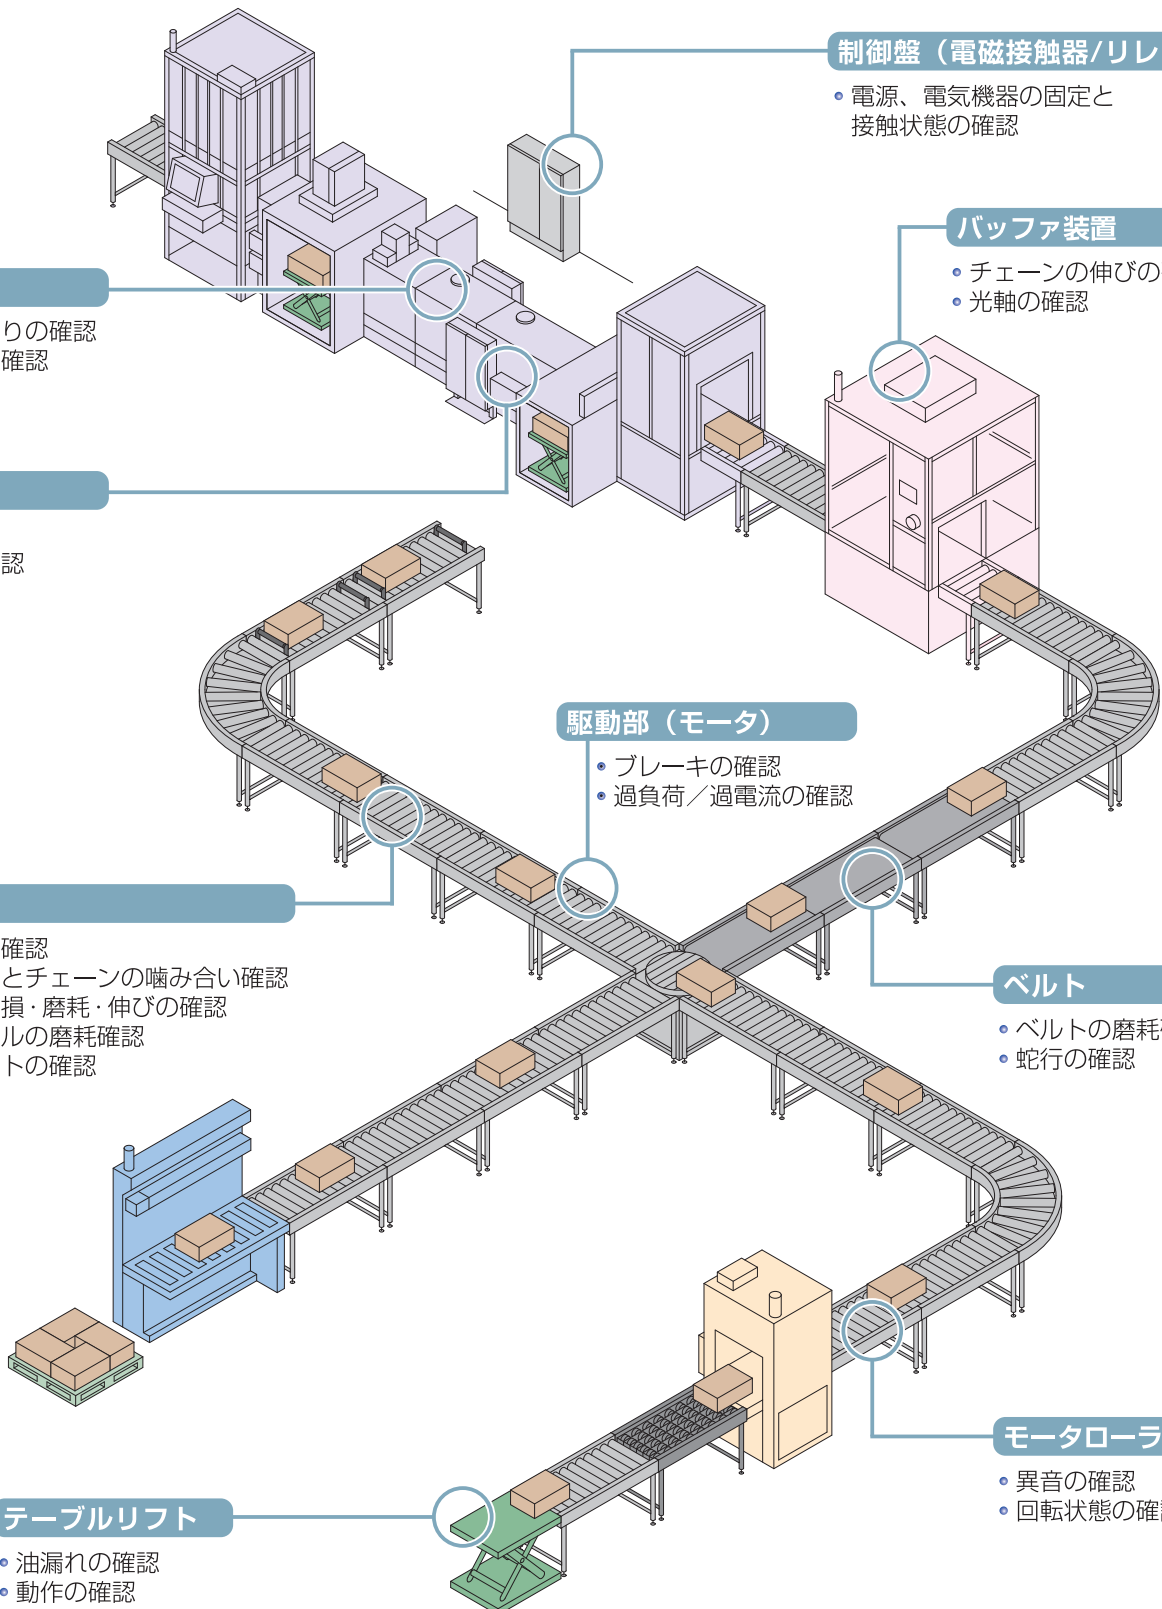 制御盤（電磁接触器/リレ
• 電源、電気機器の固定と
接触状態の確認
バッファ装置
• チェーンの伸びの
• 光軸の確認
りの確認
確認
認
駆動部（モータ）
• ブレーキの確認
• 過負荷／過電流の確認
確認
とチェーンの噛み合い確認
損・磨耗・伸びの確認
ルの磨耗確認
トの確認
ベルト
• ベルトの磨耗
• 蛇行の確認
モータローラ
• 異音の確認
• 回転状態の確認
テーブルリフト
• 油漏れの確認
• 動作の確認